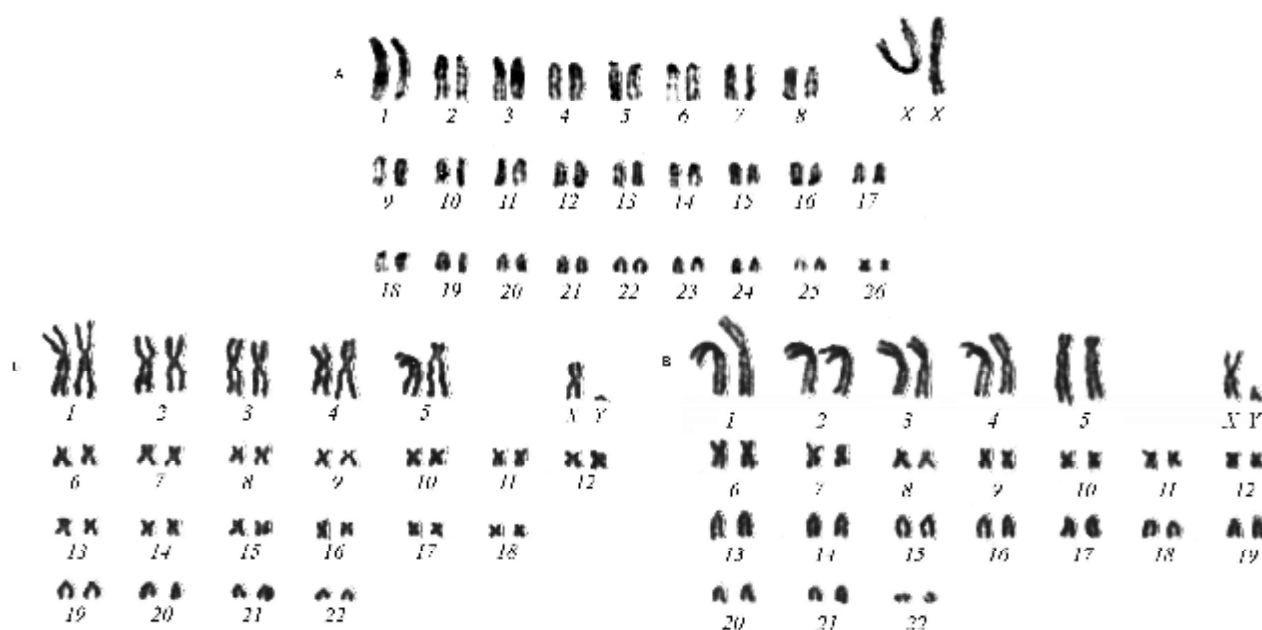 A
1 2 3 4 5 6 7 8 X X
9 10 11 12 13 14 15 16 17
18 19 20 21 22 23 24 25 26
1 2 3 4 5 X Y
6 7 8 9 10 11 12
13 14 15 16 17 18
19 20 21 22
B
1 2 3 4 5 X Y
6 7 8 9 10 11 12
13 14 15 16 17 18 19
20 21 22